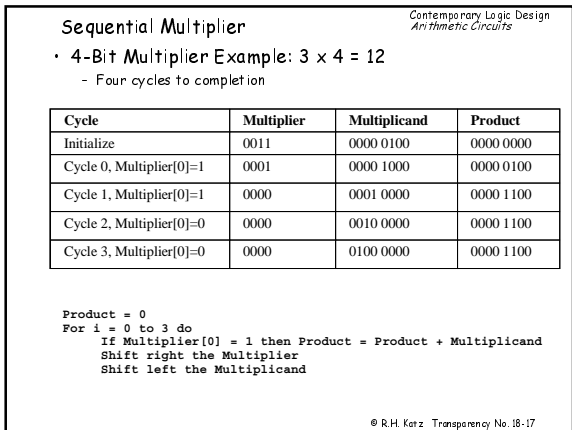 Sequential Multiplier
Contemporary Logic Design
Arithmetic Circuits
• 4-Bit Multiplier Example: 3 x 4 = 12
- Four cycles to completion
Cycle Multiplier Multiplicand Product
Initialize 0011 0000 0100 0000 0000
Cycle 0, Multiplier[0]=1 0001 0000 1000 0000 0100
Cycle 1, Multiplier[0]=1 0000 0001 0000 0000 1100
Cycle 2, Multiplier[0]=0 0000 0010 0000 0000 1100
Cycle 3, Multiplier[0]=0 0000 0100 0000 0000 1100
Product = 0
For i = 0 to 3 do
If Multiplier[0] = 1 then Product = Product + Multiplicand
Shift right the Multiplier
Shift left the Multiplicand
© R.H. Katz Transparency No. 18-17